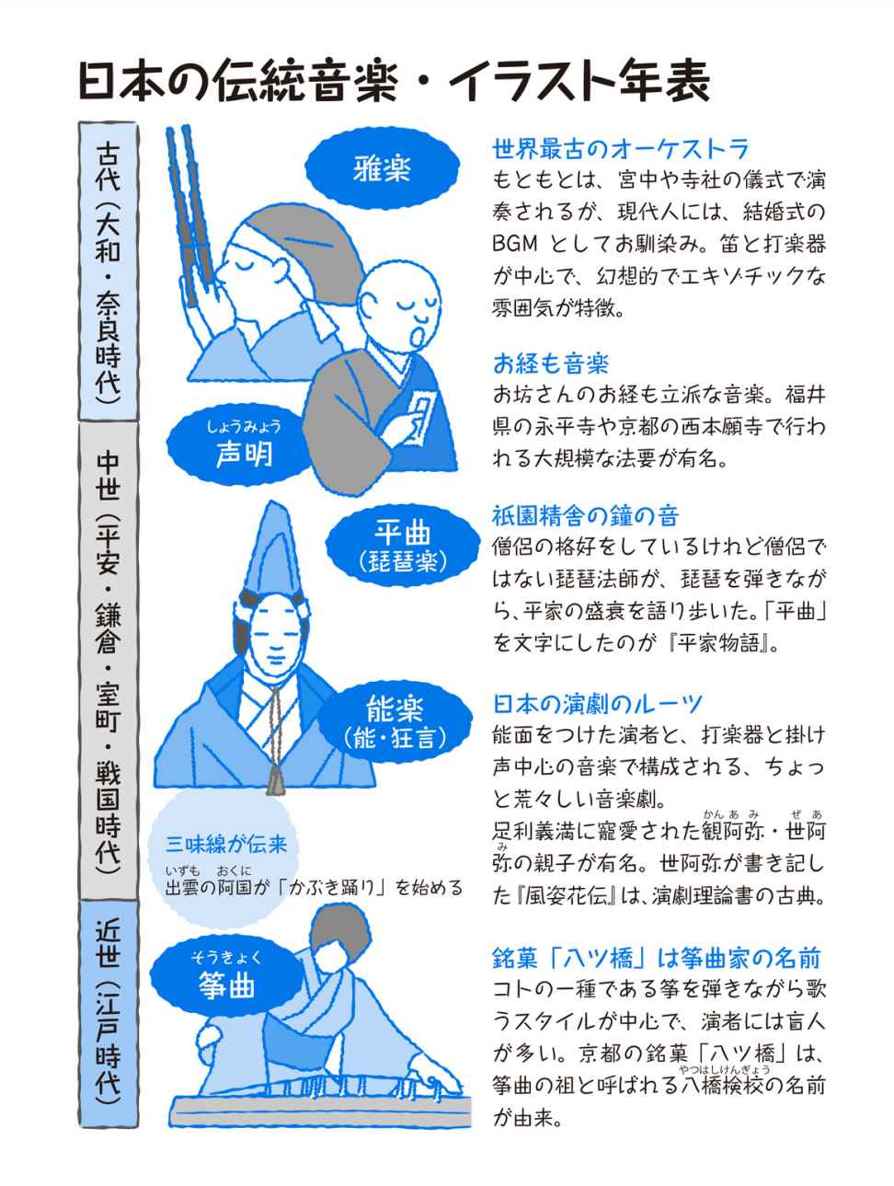 日本の伝統音楽・イラスト年表
古代（大和・奈良時代）
雅楽
世界最古のオーケストラ
もともとは、宮中や寺社の儀式で演
奏されるが、現代人には、結婚式の
BGM としてお馴染み。笛と打楽器
が中心で、幻想的でエキゾチックな
雰囲気が特徴。
しょうみょう
声明
お経も音楽
お坊さんのお経も立派な音楽。福井
県の永平寺や京都の西本願寺で行わ
れる大規模な法要が有名。
中世（平安・鎌倉・室町・戦国時代）
平曲
（琵琶楽）
祇園精舎の鐘の音
僧侶の格好をしているけれど僧侶で
はない琵琶法師が、琵琶を弾きなが
ら、平家の盛衰を語り歩いた。「平曲」
を文字にしたのが『平家物語』。
能楽
（能・狂言）
日本の演劇のルーツ
能面をつけた演者と、打楽器と掛け
声中心の音楽で構成される、ちょっ
と荒々しい音楽劇。
かんあみ ぜあ
足利義満に寵愛された観阿弥・世阿
み
弥の親子が有名。世阿弥が書き記し
た『風姿花伝』は、演劇理論書の古典。
三味線が伝来
いずも おくに
出雲の阿国が「かぶき踊り」を始める
近世（江戸時代）
そうきょく
筝曲
銘菓「八ツ橋」は筝曲家の名前
コトの一種である筝を弾きながら歌
うスタイルが中心で、演者には盲人
が多い。京都の銘菓「八ツ橋」は、
やつはしけんぎょう
筝曲の祖と呼ばれる八橋検校の名前
が由来。